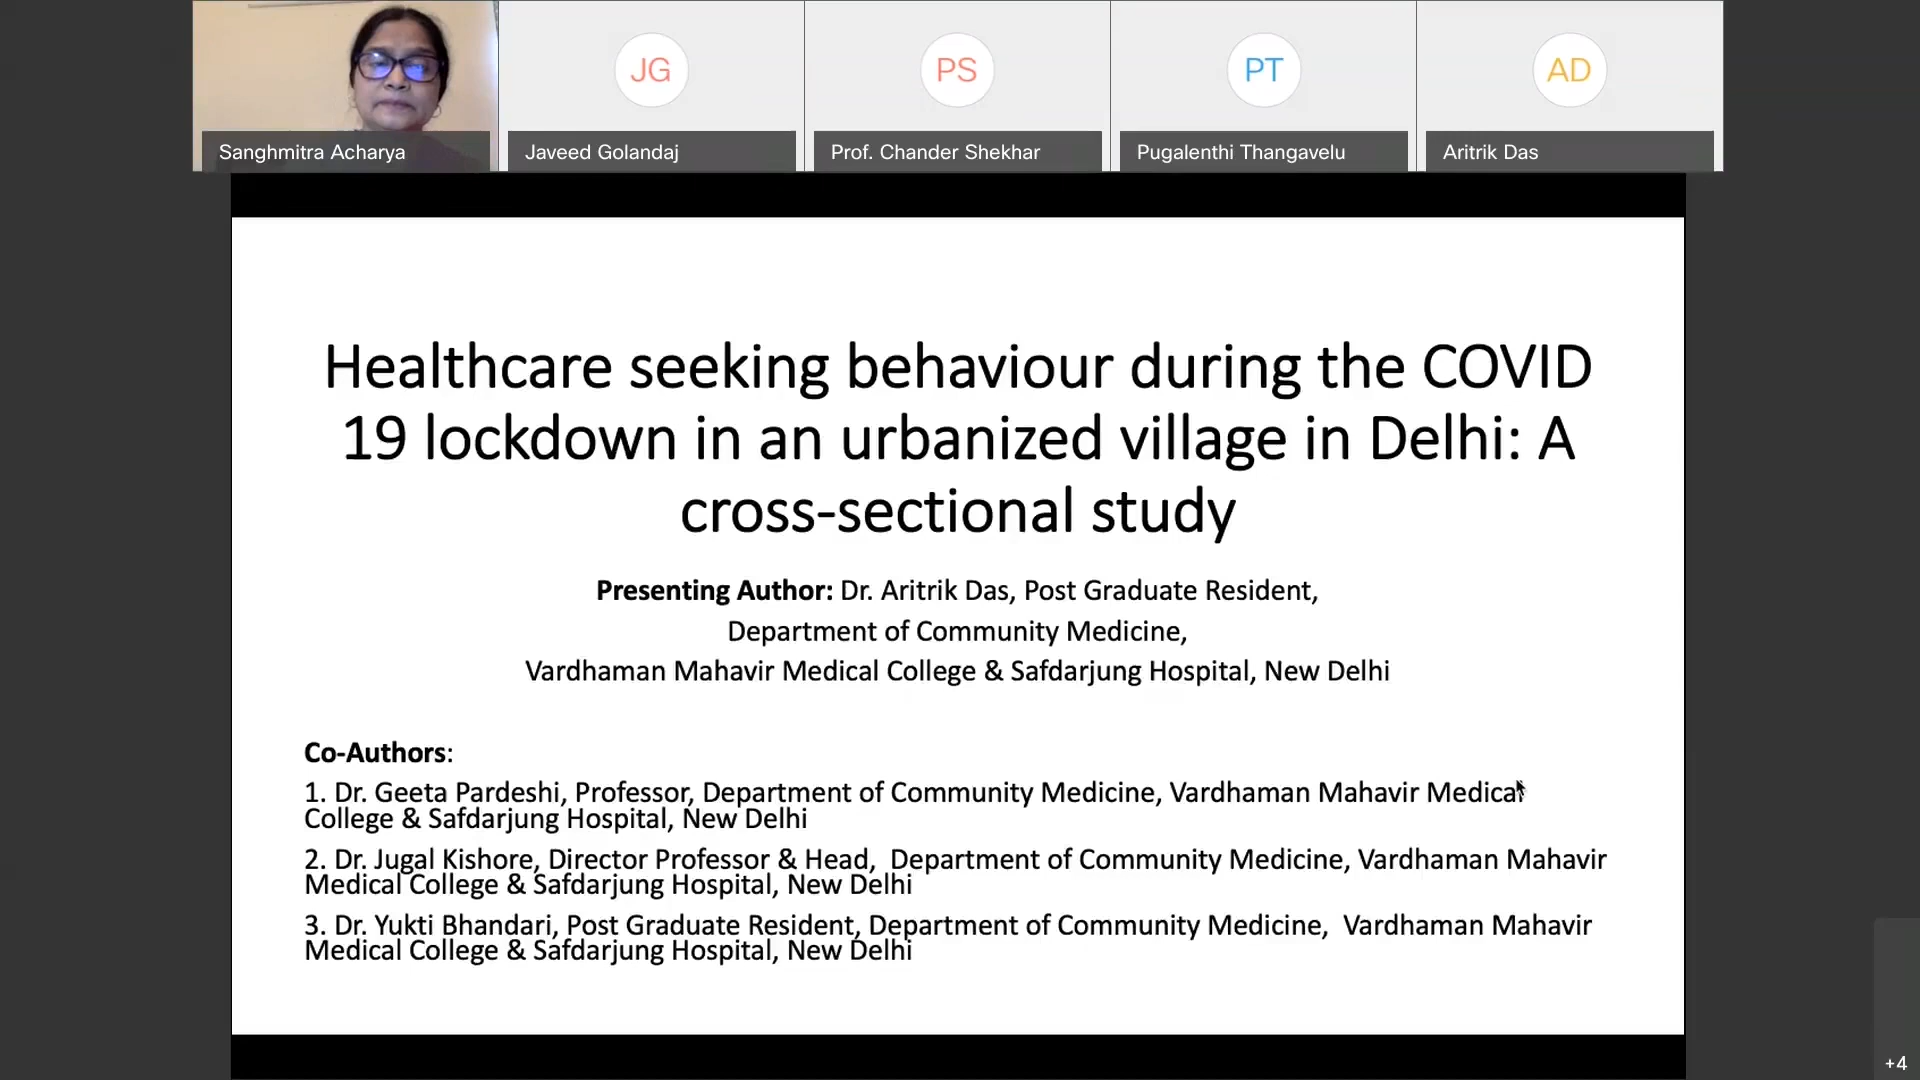 JG
PS
PT
AD
Sanghmitra Acharya
Javeed Golandaj
Prof. Chander Shekhar
Pugalenthi Thangavelu
Aritrik Das
Healthcare seeking behaviour during the COVID
19 lockdown in an urbanized village in Delhi: A
cross-sectional study
Presenting Author: Dr. Aritrik Das, Post Graduate Resident,
Department of Community Medicine,
Vardhaman Mahavir Medical College & Safdarjung Hospital, New Delhi
Co-Authors:
1. Dr. Geeta Pardeshi, Professor, Department of Community Medicine, Vardhaman Mahavir Medical
College & Safdarjung Hospital, New Delhi
2. Dr. Jugal Kishore, Director Professor & Head,  Department of Community Medicine, Vardhaman Mahavir
Medical College & Safdarjung Hospital, New Delhi
3. Dr. Yukti Bhandari, Post Graduate Resident, Department of Community Medicine,  Vardhaman Mahavir
Medical College & Safdarjung Hospital, New Delhi
+4